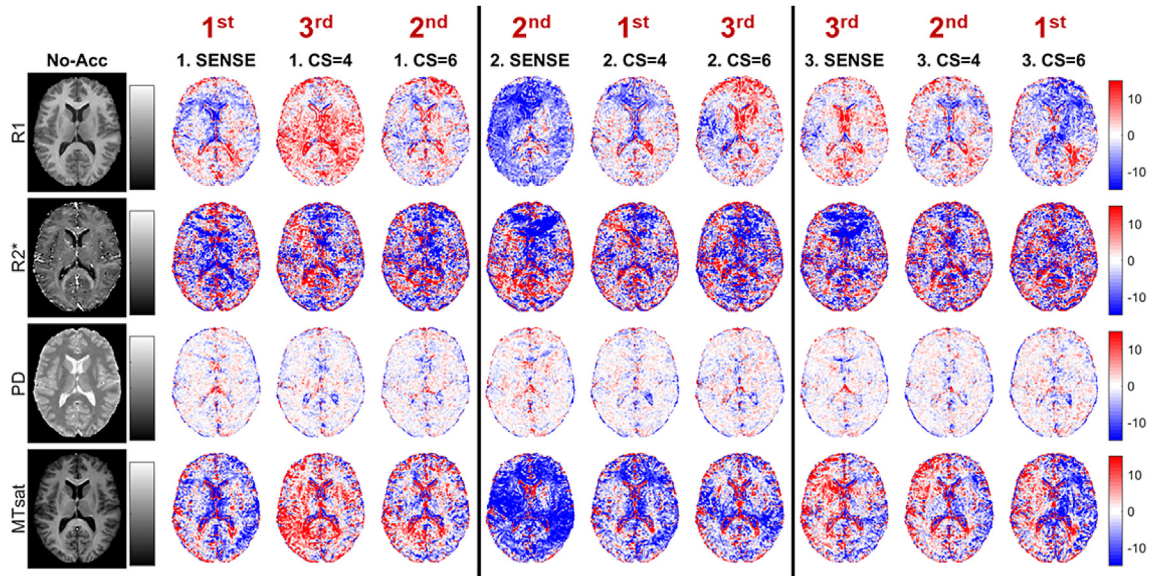 1st 3rd 2nd 2nd 1st 3rd 3rd 2nd 1st
No-Acc 1. SENSE 1. CS=4 1. CS=6 2. SENSE 2. CS=4 2. CS=6 3. SENSE 3. CS=4 3. CS=6
R1
10
0
-10
R2*
10
0
-10
PD
10
0
-10
MTsat
10
0
-10